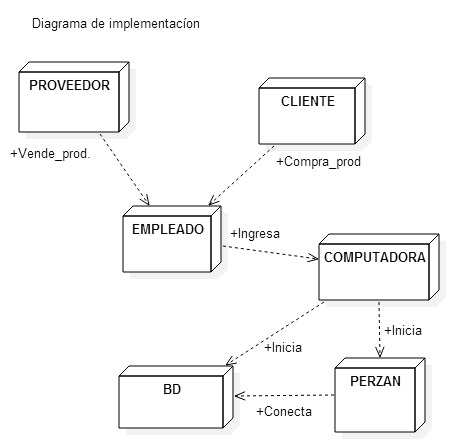 Diagrama de implementacíon
PROVEEDOR
CLIENTE
+Vende_prod.
+Compra_prod
EMPLEADO
+Ingresa
COMPUTADORA
+Inicia
+Inicia
BD
PERZAN
+Conecta